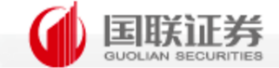 国联证券
GUOLIAN SECURITIES